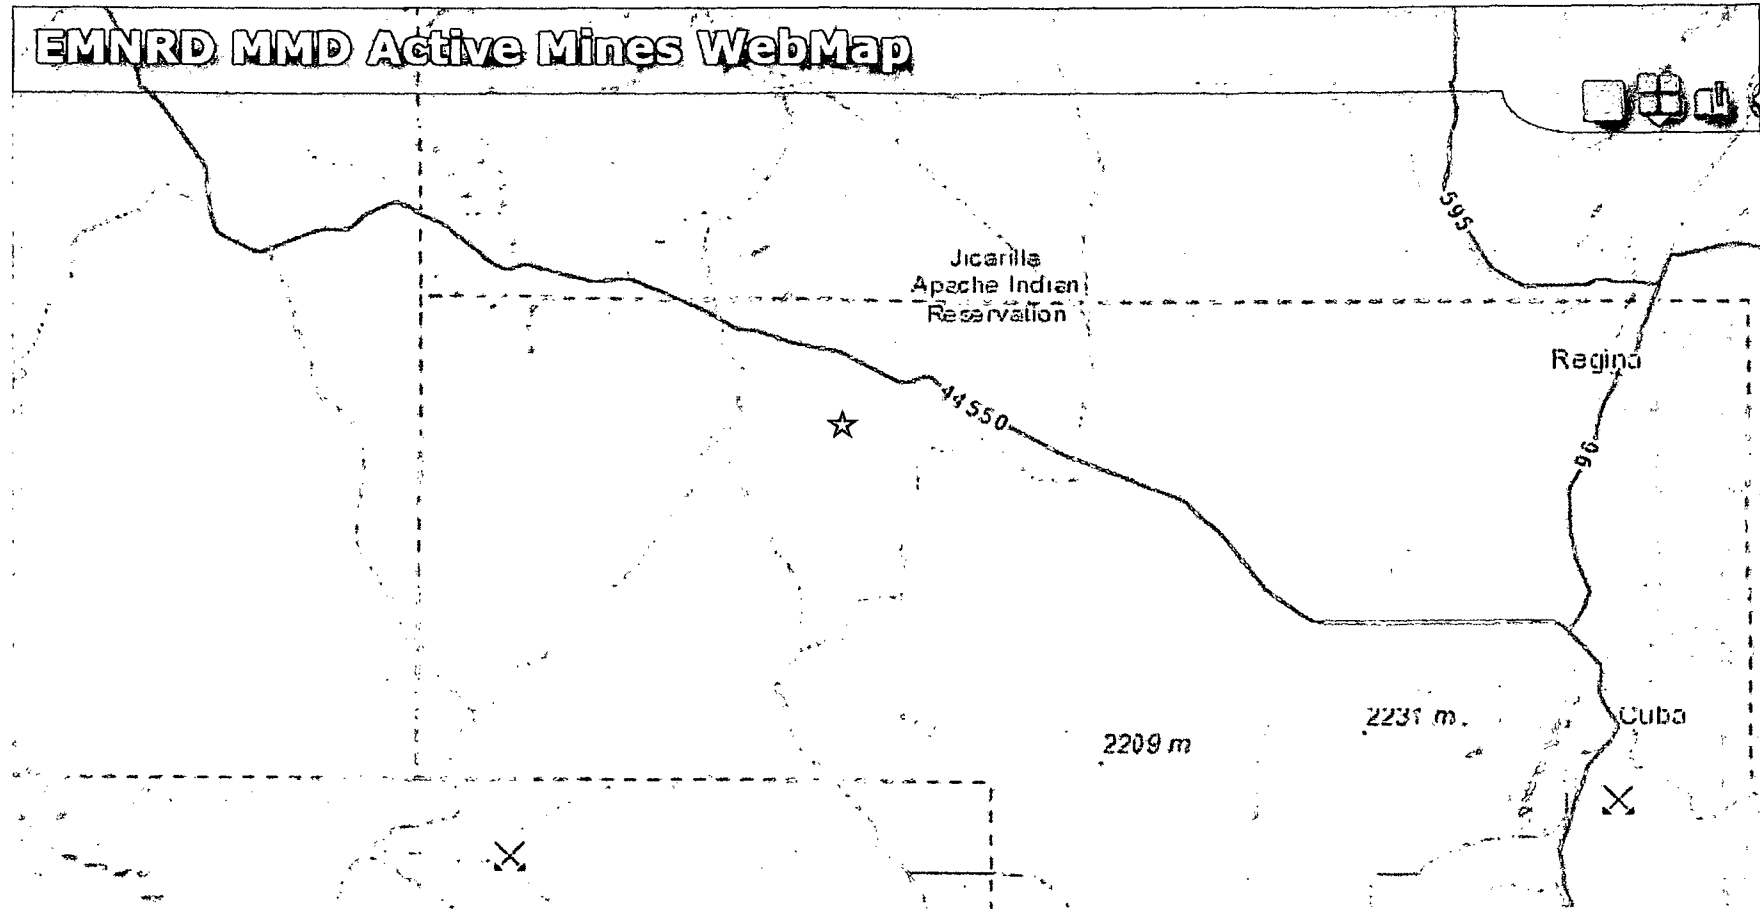 EMNRD MMD Active Mines WebMap
595
Jicarilla
Apache Indian
Reservation
Regina
44550
96
2231 m
Cuba
2209 m